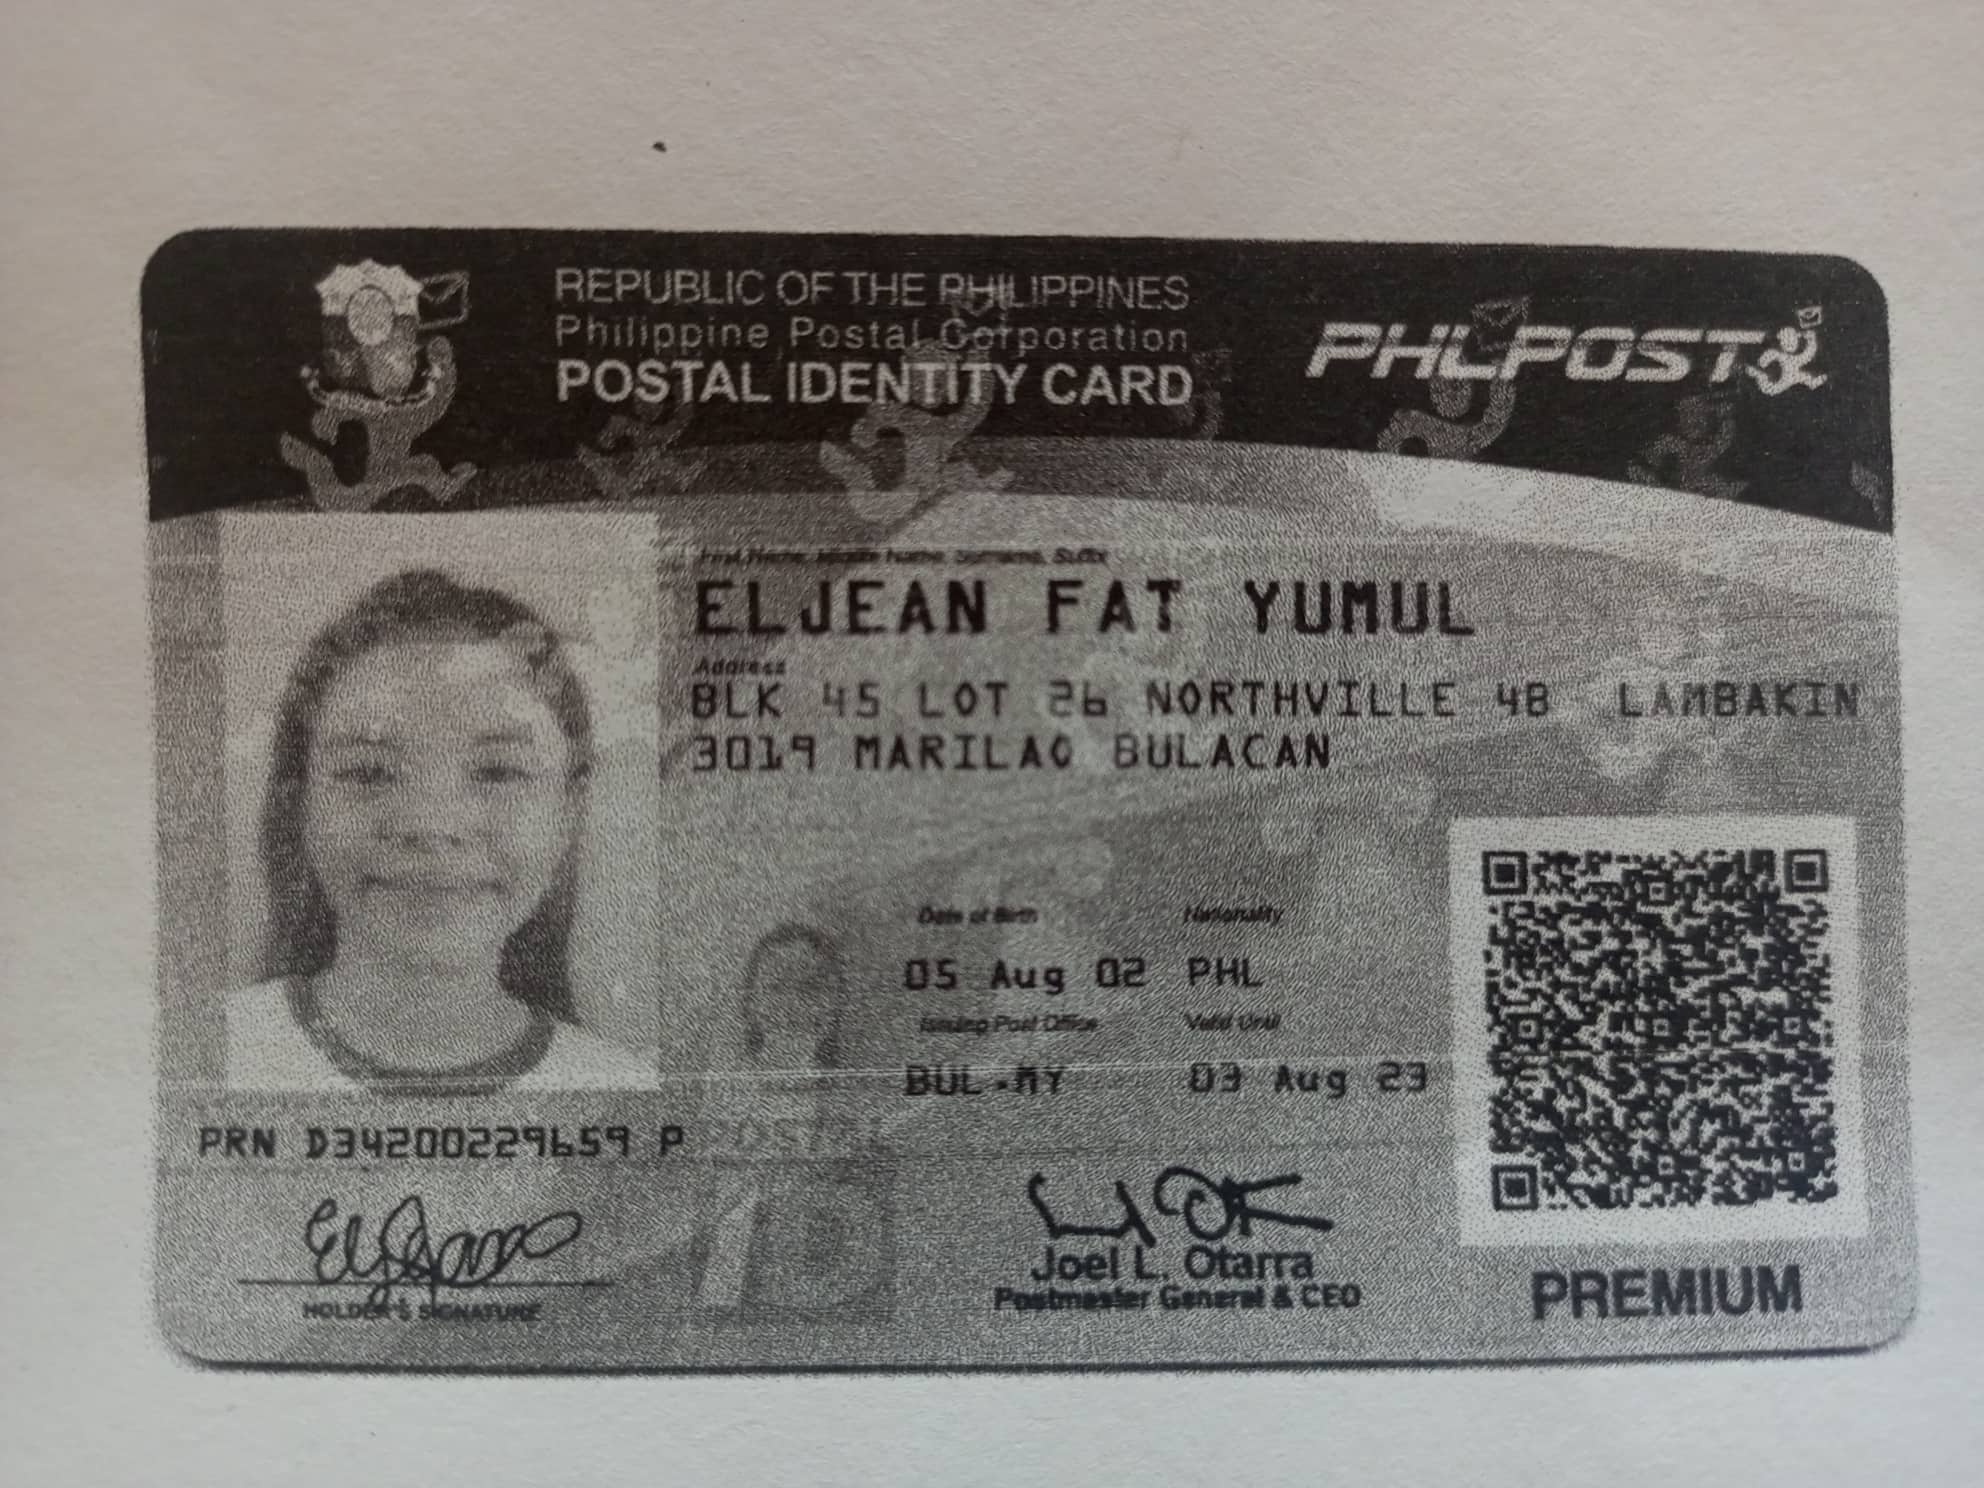 REPUBLIC OF THE PHILIPPINES
Philippine Postal Corporation
POSTAL IDENTITY CARD
PHLPOST
First Name, Middle Name, Surname, Suffix
ELJEAN FAT YUMUL
Address
BLK 45 LOT 26 NORTHVILLE 4B LAMBAKIN
3019 MARILAO BULACAN
Date of Birth Nationality
05 Aug 02 PHL
Issuing Post Office Valid Until
BUL-MY 03 Aug 23
PRN D34200229659 P
POSTAL
Joel L. Otarra
HOLDER'S SIGNATURE
Postmaster General & CEO
PREMIUM